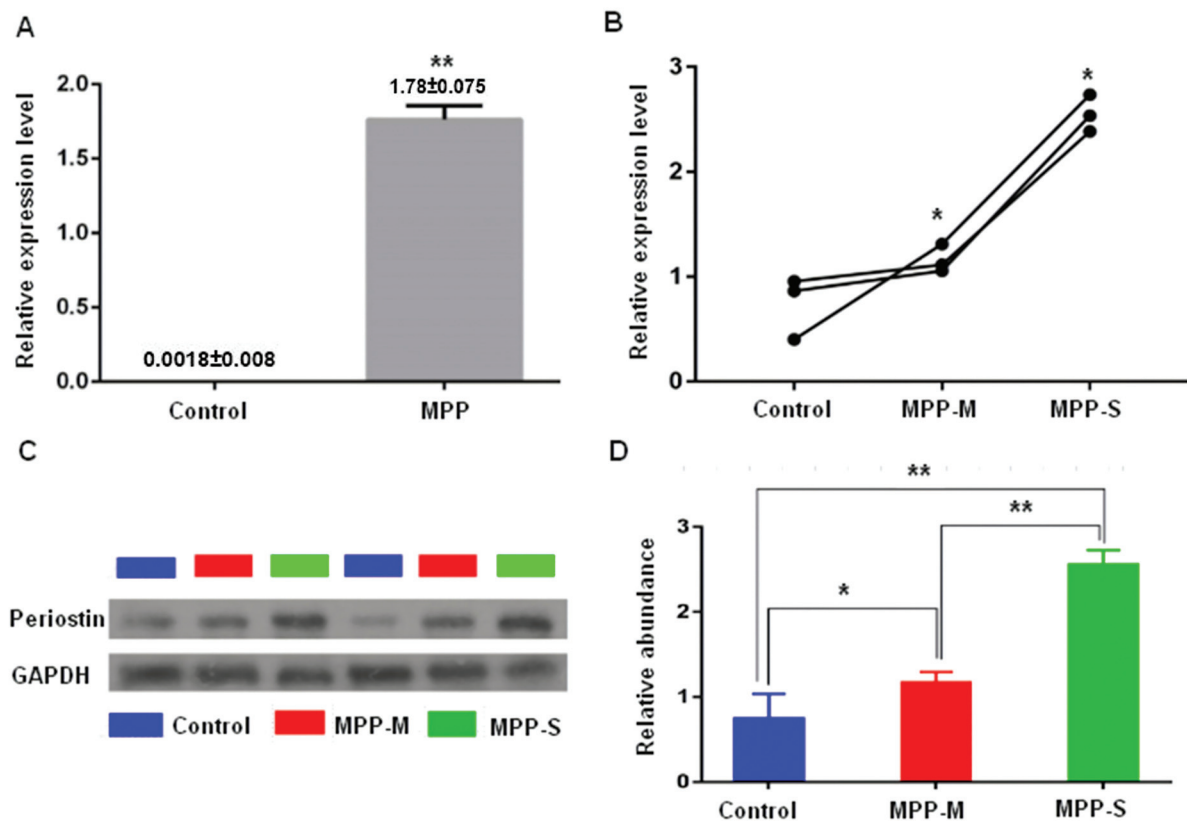 A
Relative expression level
2.0
1.5
1.0
0.5
0.0
**
1.78±0.075
0.0018±0.008
Control
MPP
B
Relative expression level
3
2
1
0
*
*
Control
MPP-M
MPP-S
C
Periostin
GAPDH
Control
MPP-M
MPP-S
D
Relative abundance
3
2
1
0
**
**
*
Control
MPP-M
MPP-S